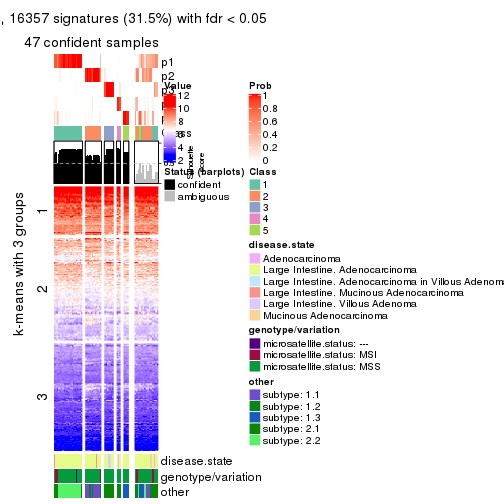 , 16357 signatures (31.5%) with fdr < 0.05
47 confident samples
p1
p2
Value
12
10
8
6
4
2
Prob
1
0.8
0.6
0.4
0.2
0
Silhouette
score
Status (barplots)
confident
ambiguous
Class
1
2
3
4
5
disease.state
Adenocarcinoma
Large Intestine. Adenocarcinoma
Large Intestine. Adenocarcinoma in Villous Adenom
Large Intestine. Mucinous Adenocarcinoma
Large Intestine. Villous Adenoma
Mucinous Adenocarcinoma
genotype/variation
microsatellite.status: ---
microsatellite.status: MSI
microsatellite.status: MSS
other
subtype: 1.1
subtype: 1.2
subtype: 1.3
subtype: 2.1
subtype: 2.2
k-means with 3 groups
1
2
3
disease.state
genotype/variation
other